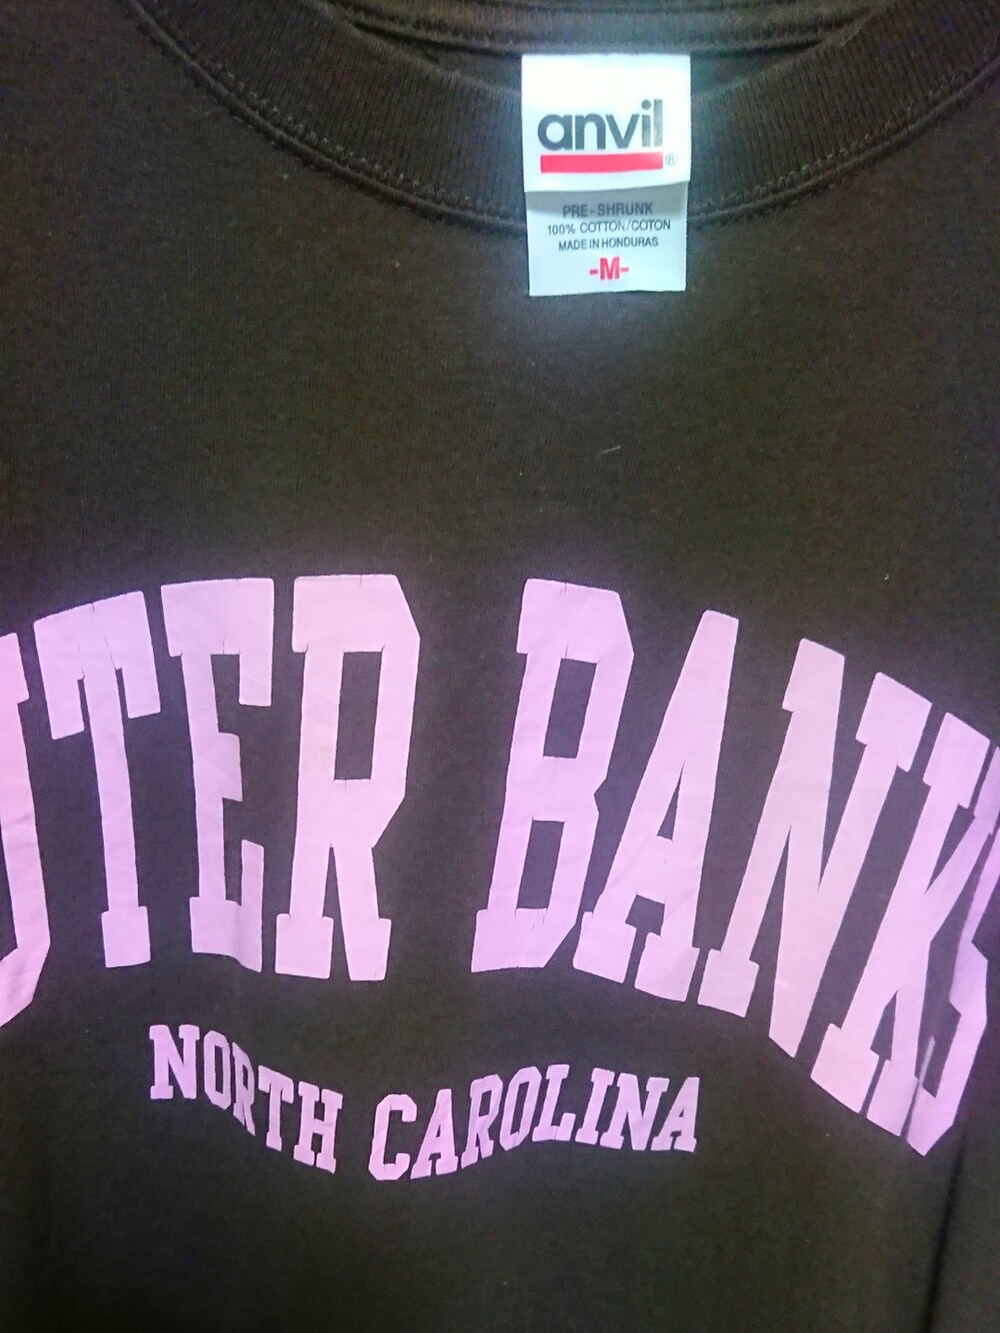 anvil®
PRE-SHRUNK
100% COTTON/COTON
MADE IN HONDURAS
-M-
UTER BANKS
NORTH CAROLINA